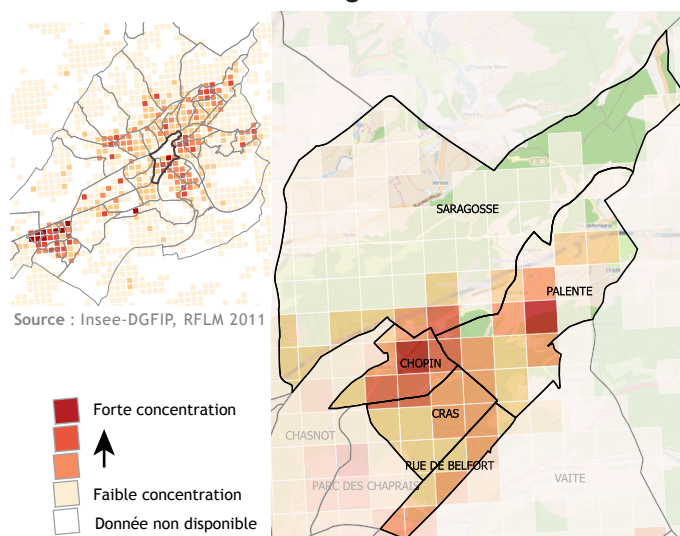 SARAGOSSE
PALENTE
Source : Insee-DGFIP, RFLM 2011
CHOPIN
Forte concentration
CRAS
CHASNOT
RUE DE BELFORT
PARC DES CHAPRAIS
VAITE
Faible concentration
Donnée non disponible